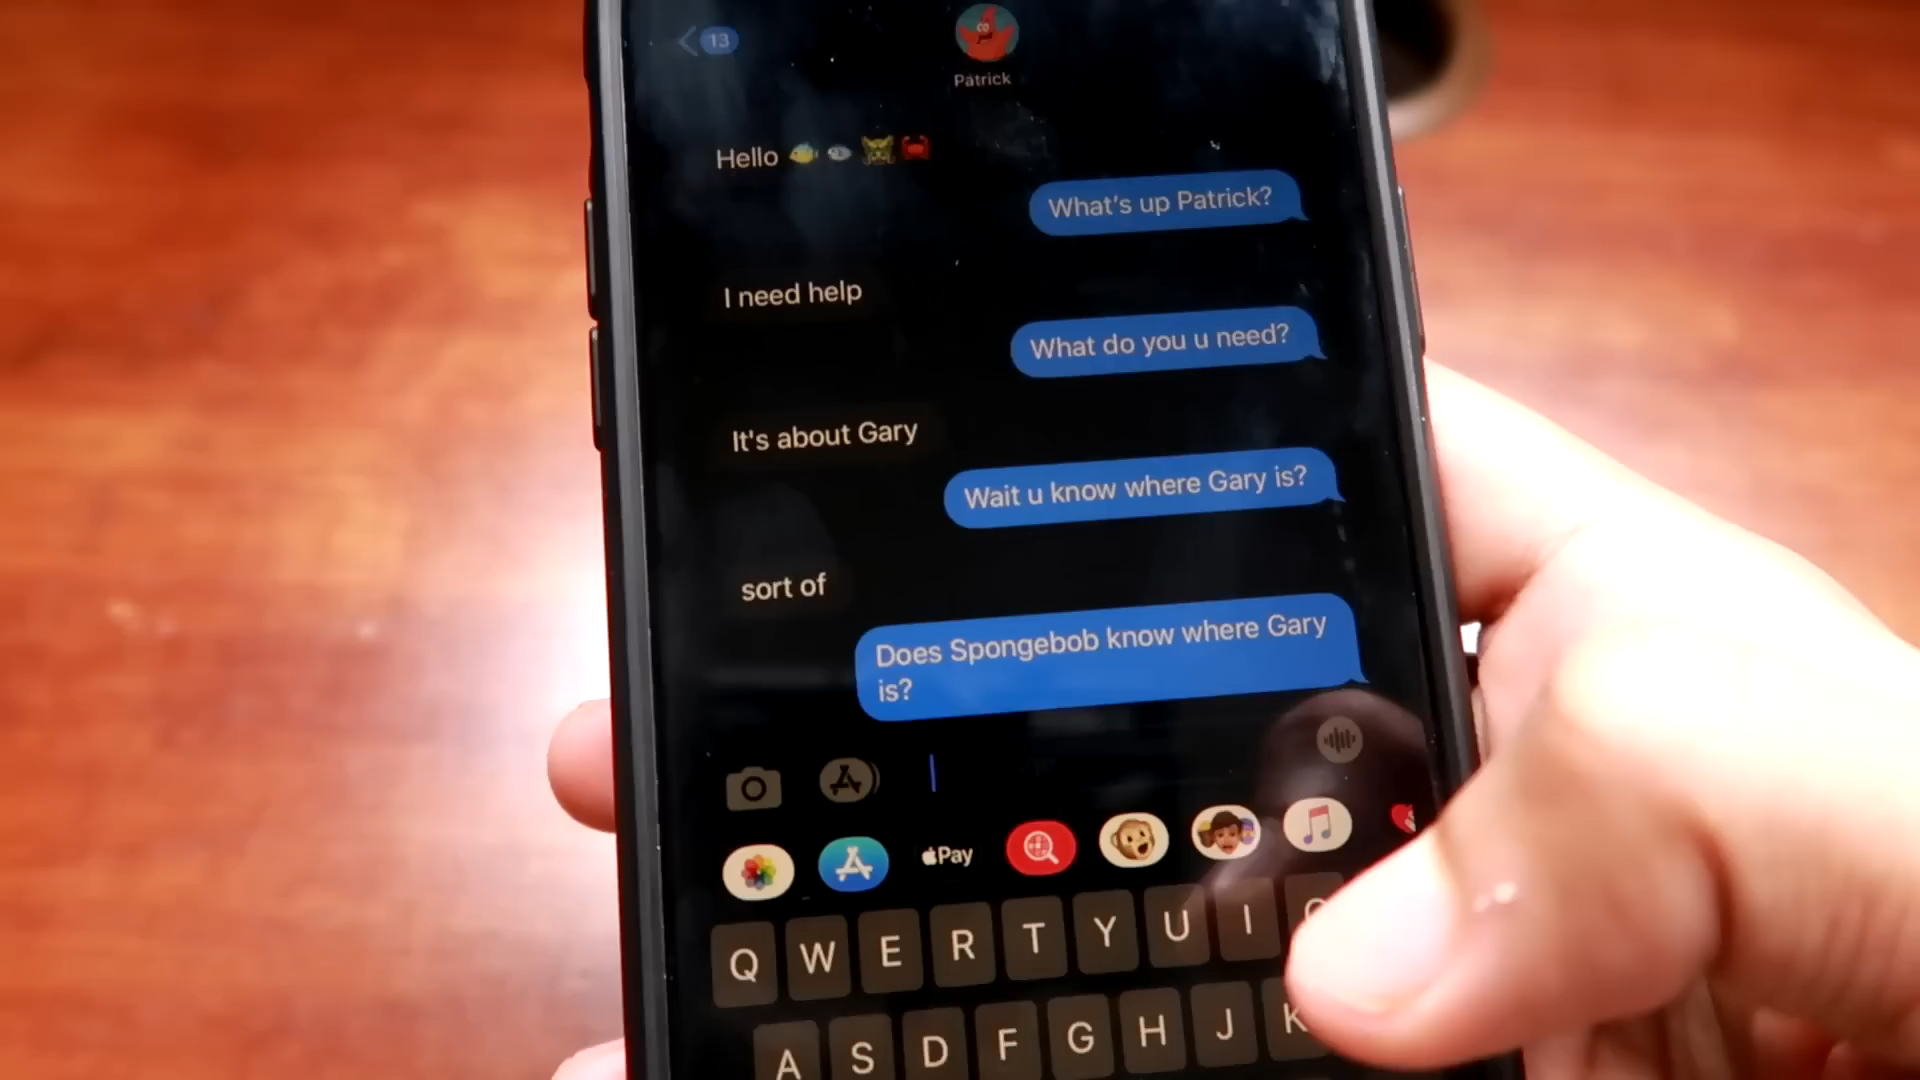 13
Patrick
Hello
What's up Patrick?
I need help
What do you u need?
It's about Gary
Wait u know where Gary is?
sort of
Does Spongebob know where Gary
is?
Pay
Q W E R T Y U I
A S D F G H J K